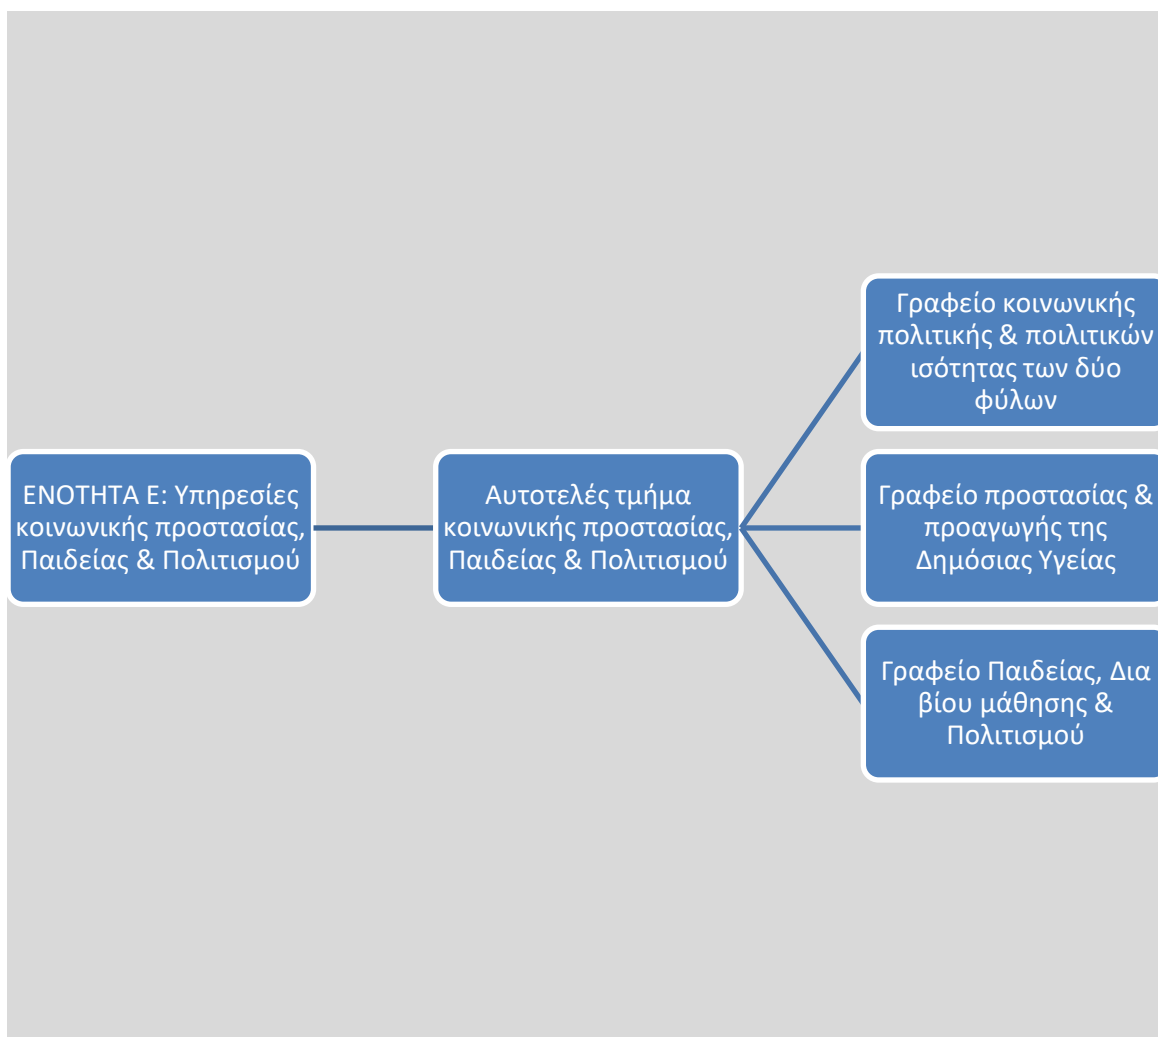 Γραφείο κοινωνικής
πολιτικής & ποιλιτικών
ισότητας των δύο
φύλων
ΕΝΟΤΗΤΑ Ε: Υπηρεσίες
κοινωνικής προστασίας,
Παιδείας & Πολιτισμού
Αυτοτελές τμήμα
κοινωνικής προστασίας,
Παιδείας & Πολιτισμού
Γραφείο προστασίας &
προαγωγής της
Δημόσιας Υγείας
Γραφείο Παιδείας, Δια
βίου μάθησης &
Πολιτισμού